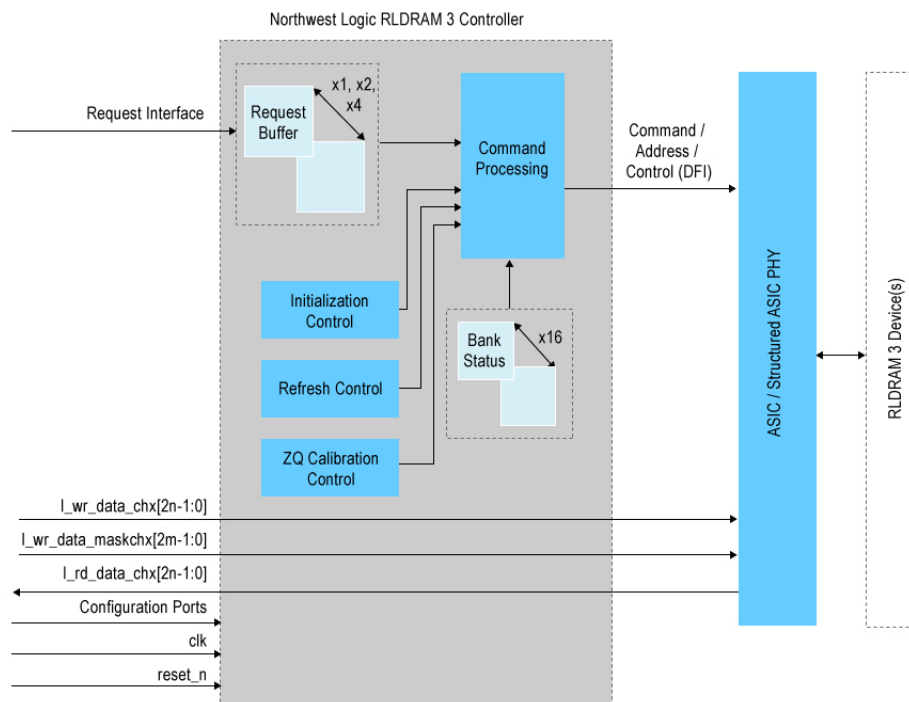 Northwest Logic RLDRAM 3 Controller
x1, x2,
x4
Request Interface
Request
Buffer
Command
Processing
Command /
Address /
Control (DFI)
Initialization
Control
Bank
Status
x16
Refresh Control
ZQ Calibration
Control
ASIC / Structured ASIC PHY
RLDRAM 3 Device(s)
l_wr_data_chx[2n-1:0]
l_wr_data_maskchx[2m-1:0]
l_rd_data_chx[2n-1:0]
Configuration Ports
clk
reset_n